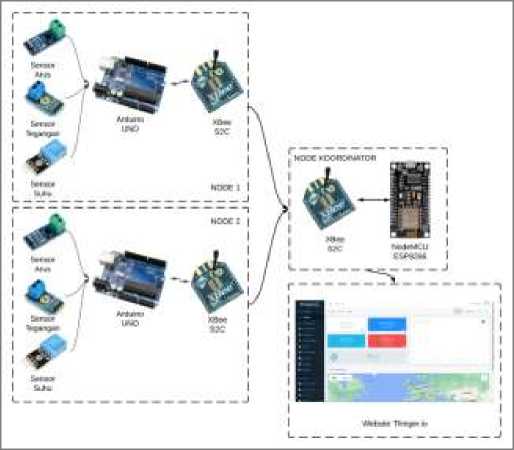 Sensor
Arus
Sensor
Tegangan
Sensor
Suhu
Arduino
UNO
XBee
S2C
NODE 1
NODE 2
Sensor
Arus
Sensor
Tegangan
Sensor
Suhu
Arduino
UNO
XBee
S2C
NODE KOORDINATOR
XBee
S2C
NodeMCU
ESP8266
Website Thinger.io